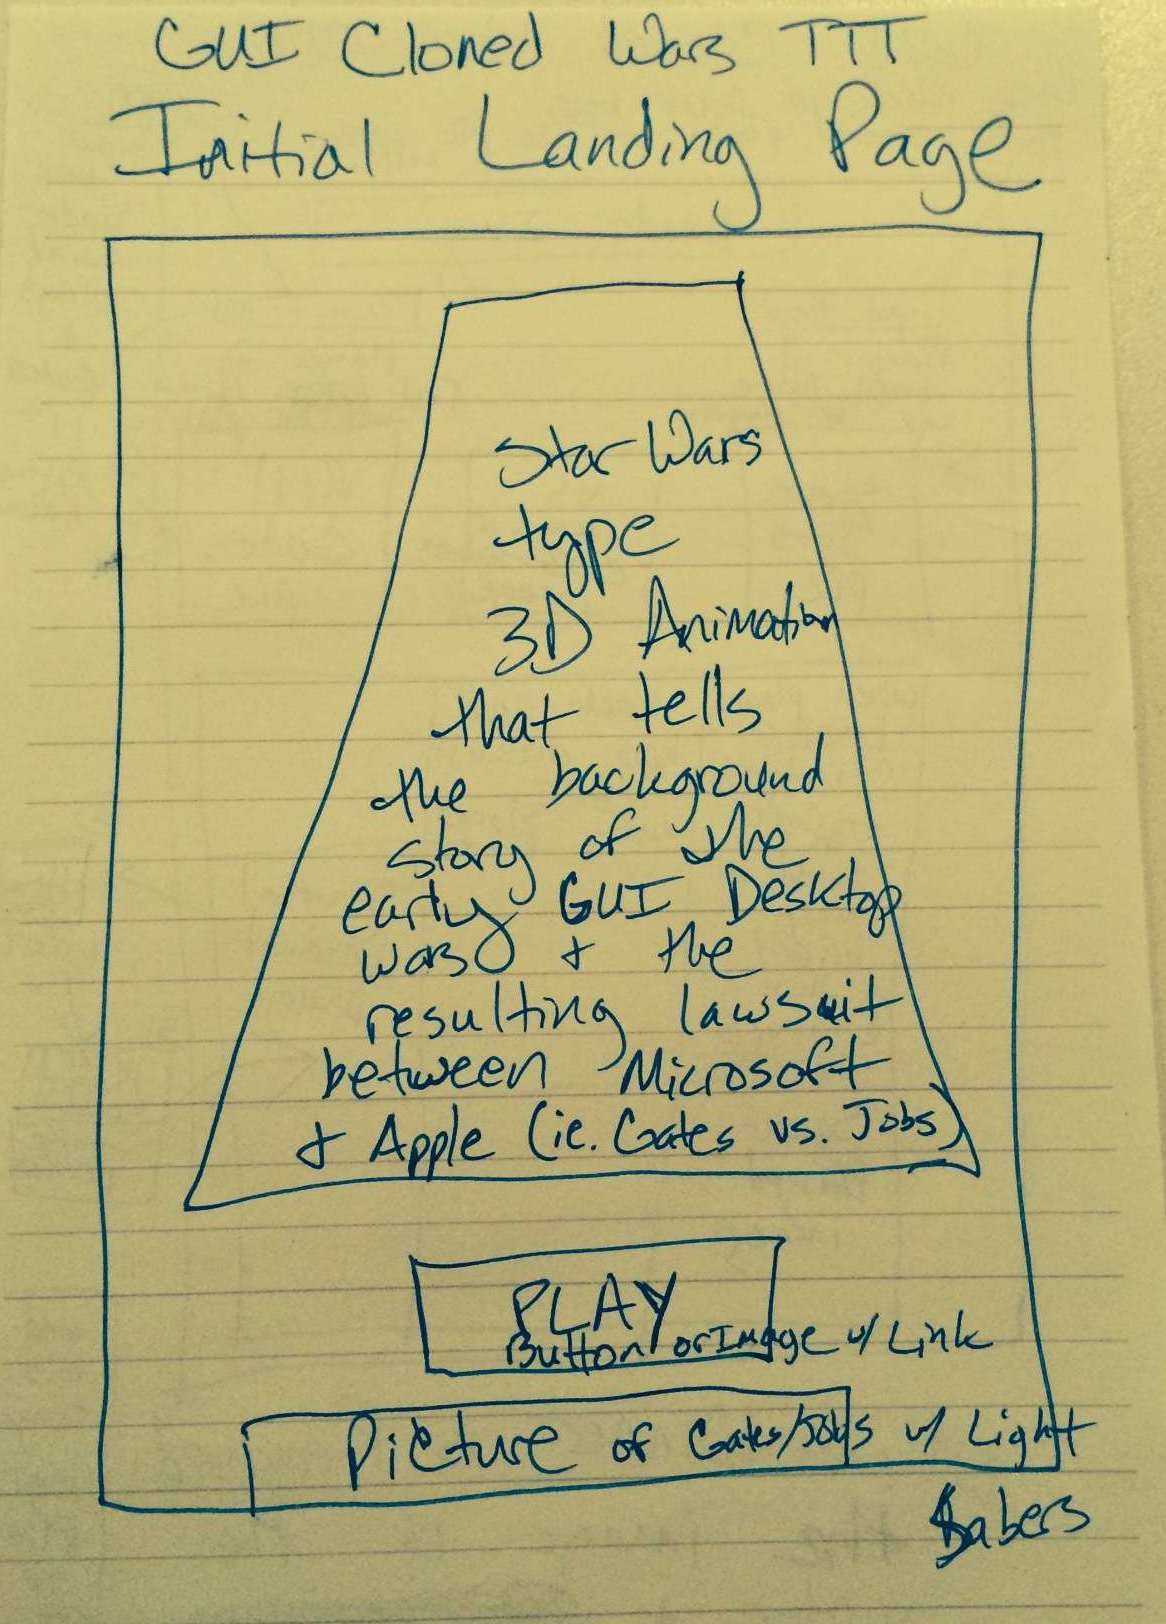 GUI Cloned Wars TTT
Initial Landing Page
Star Wars
type
3D Animation
that tells
the background
story of the
early GUI Desktop
wars + the
resulting lawsuit
between Microsoft
+ Apple (ie. Gates vs. Jobs)
PLAY
Button or Image w/ Link
Picture of Gates/Jobs w/ Light
Sabers